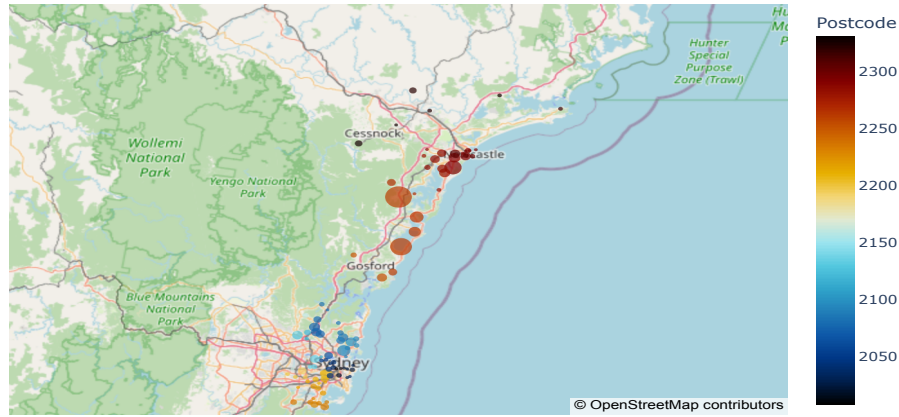 Postcode
2300
2250
2200
2150
2100
2050
Hunter
Special
Purpose
Zone (Trawl)
Cessnock
Wollemi
National
Park
Yengo National
Park
Gosford
Blue Mountains
National
Park
Sydney
© OpenStreetMap contributors